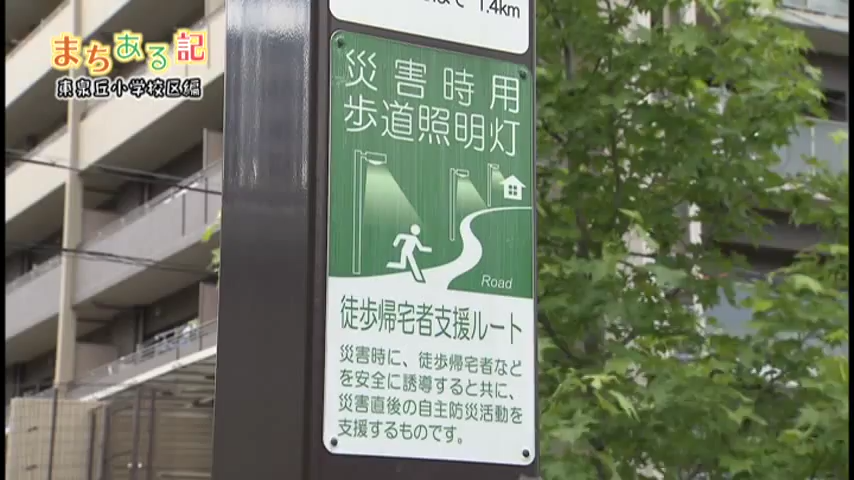 まちある記
東泉丘小学校区編
1.4km
災害時用
歩道照明灯
Road
徒歩帰宅者支援ルート
災害時に、徒歩帰宅者など
を安全に誘導すると共に、
災害直後の自主防災活動を
支援するものです。